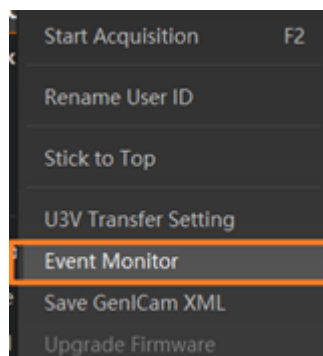 Start Acquisition F2
Rename User ID
Stick to Top
U3V Transfer Setting
Event Monitor
Save GenICam XML
Upgrade Firmware